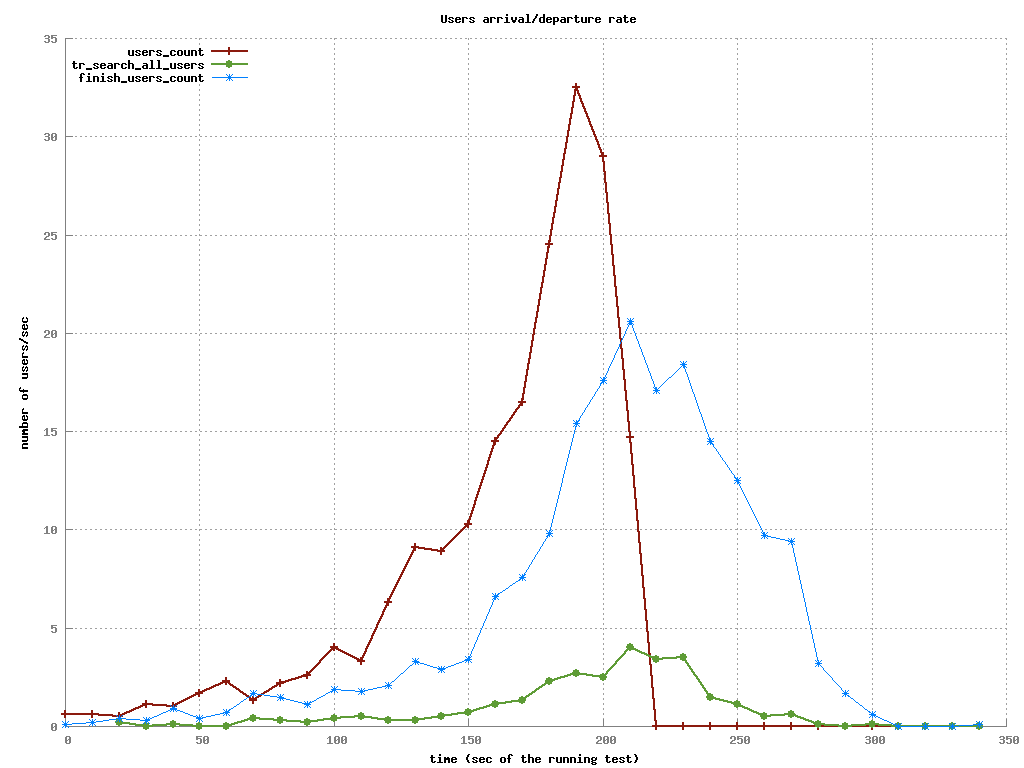 Users arrival/departure rate
35
users_count
tr_search_all_users
finish_users_count
30
25
20
number of users/sec
15
10
5
0
0 50 100 150 200 250 300 350
time (sec of the running test)